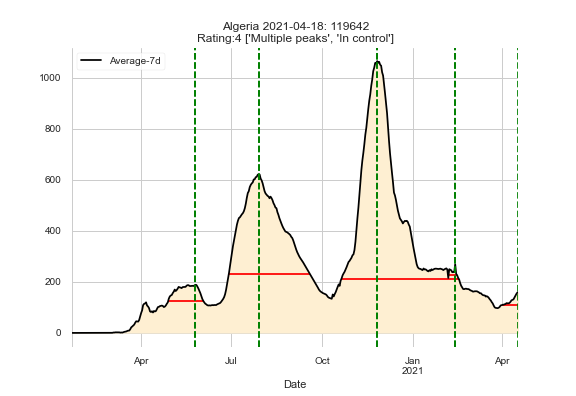 Algeria 2021-04-18: 119642
Rating:4 ['Multiple peaks', 'In control']
Average-7d
1000
800
600
400
200
0
Apr
Jul
Oct
Jan
2021
Apr
Date